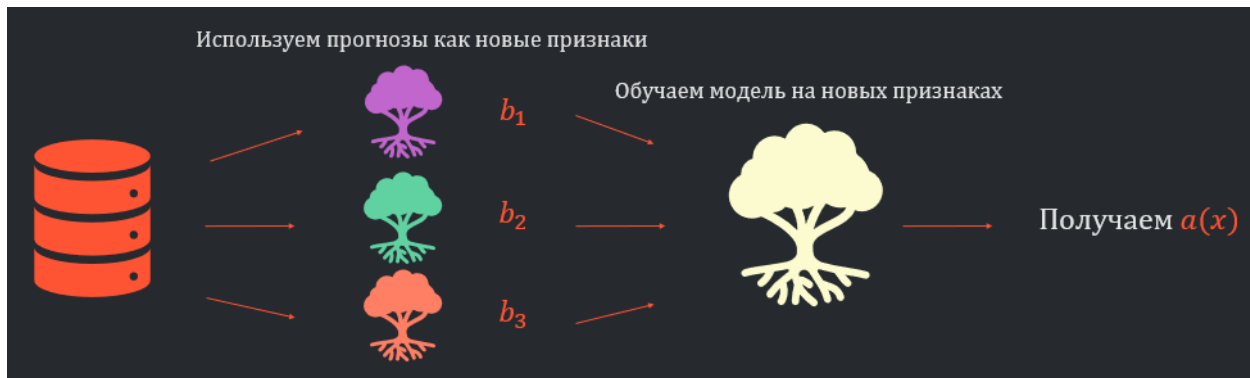 Используем прогнозы как новые признаки
Обучаем модель на новых признаках
b₁
b₂
b₃
Получаем a(x)